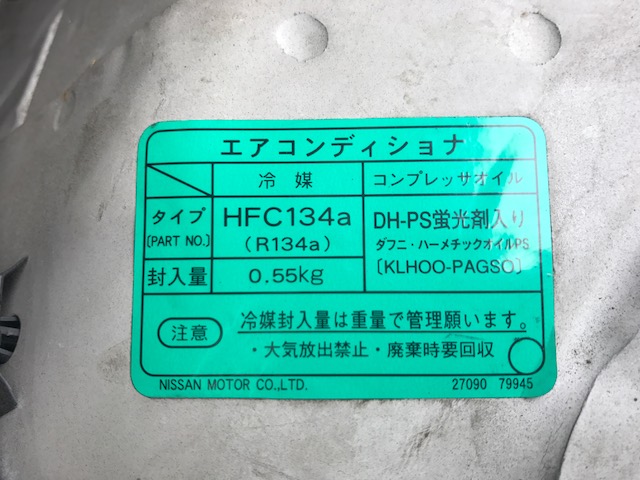 エアコンディショナ
冷媒 コンプレッサオイル
タイプ HFC134a DH-PS蛍光剤入り
(PART NO.) (R134a) ダフニ・ハーメチックオイルPS
封入量 0.55kg (KLHOO-PAGSO)
注意 冷媒封入量は重量で管理願います。
・大気放出禁止・廃棄時要回収
NISSAN MOTOR CO.,LTD. 27090 79945